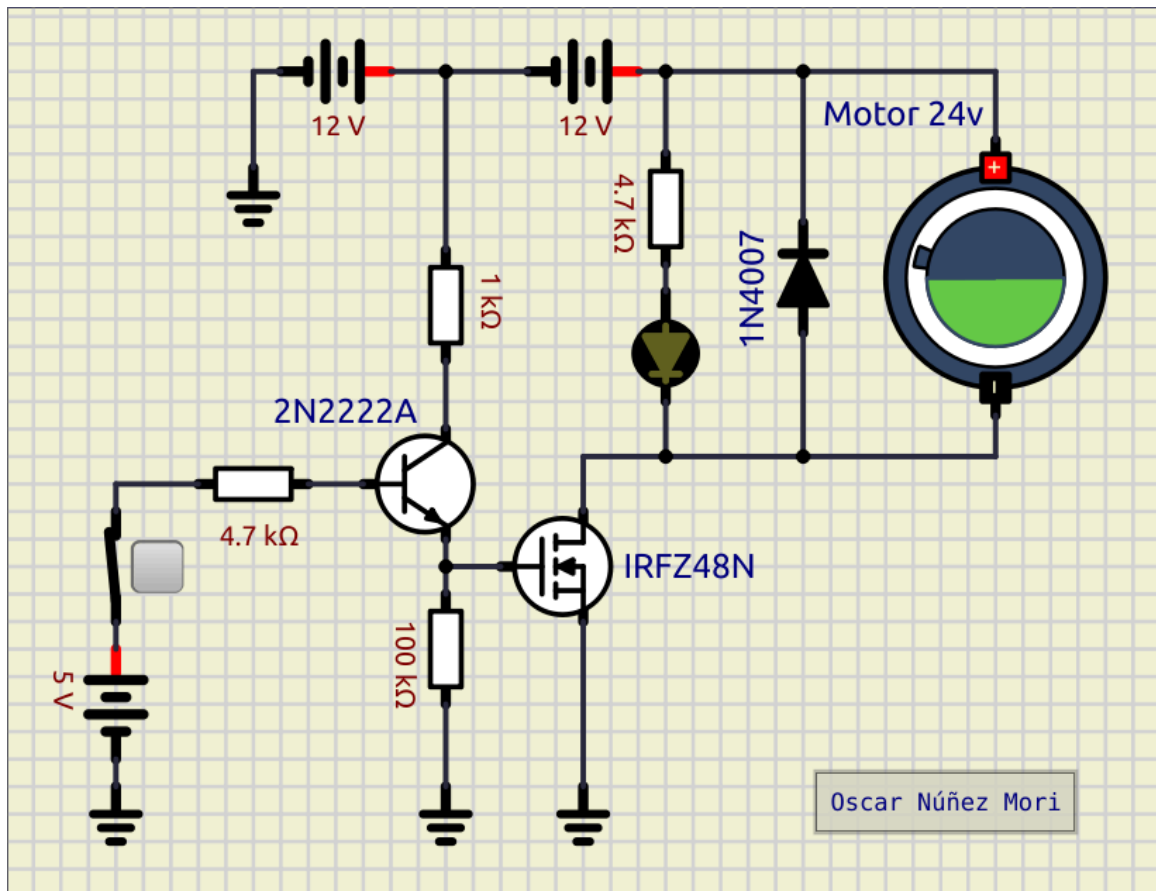 12 V
12 V
Motor 24v
4.7 kΩ
1N4007
1 kΩ
2N2222A
4.7 kΩ
IRFZ48N
100 kΩ
5 V
Oscar Núñez Mori